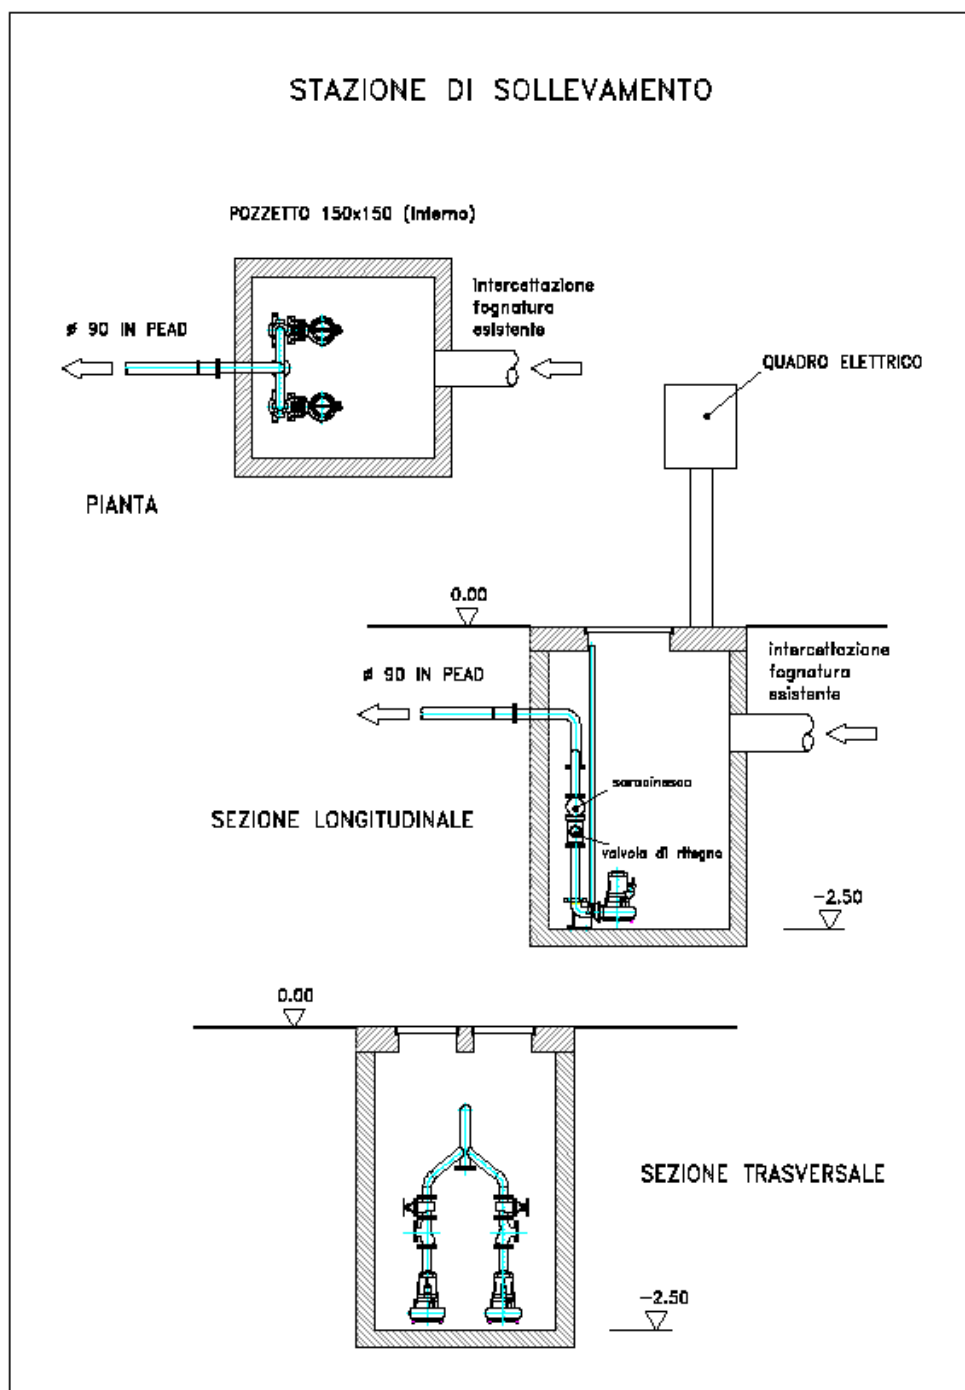 STAZIONE DI SOLLEVAMENTO
POZZETTO 150x150 (interno)
intercettazione
fognatura
esistente
ø 90 IN PEAD
QUADRO ELETTRICO
PIANTA
0.00
intercettazione
fognatura
esistente
ø 90 IN PEAD
saracinesca
SEZIONE LONGITUDINALE
valvola di ritegno
-2.50
0.00
SEZIONE TRASVERSALE
-2.50